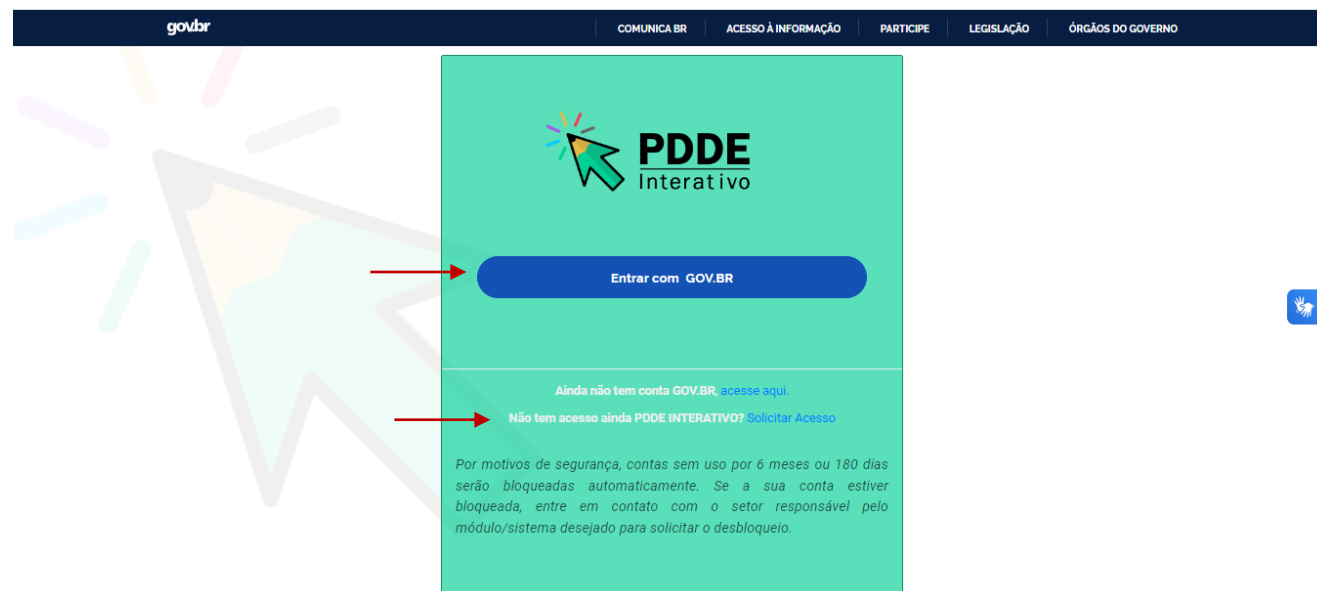 gov.br
COMUNICA BR
ACESSO À INFORMAÇÃO
PARTICIPE
LEGISLAÇÃO
ÓRGÃOS DO GOVERNO
PDDE
Interativo
Entrar com GOV.BR
Ainda não tem conta GOV.BR, acesse aqui.
Não tem acesso ainda PDDE INTERATIVO? Solicitar Acesso
Por motivos de segurança, contas sem uso por 6 meses ou 180 dias
serão bloqueadas automaticamente. Se a sua conta estiver
bloqueada, entre em contato com o setor responsável pelo
módulo/sistema desejado para solicitar o desbloqueio.